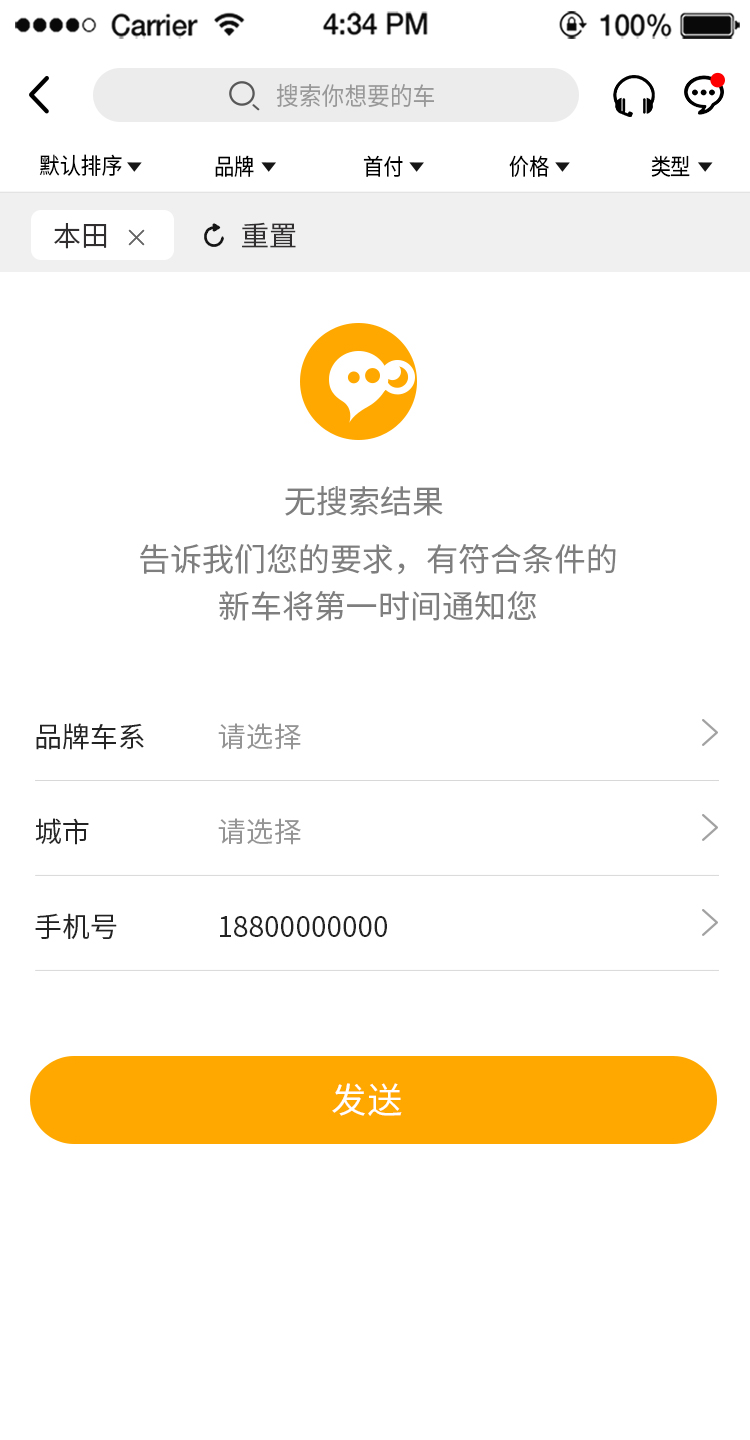 Carrier 4:34 PM 100%
搜索你想要的车
默认排序 品牌 首付 价格 类型
本田 × 重置
无搜索结果
告诉我们您的要求，有符合条件的
新车将第一时间通知您
品牌车系 请选择
城市 请选择
手机号 18800000000
发送